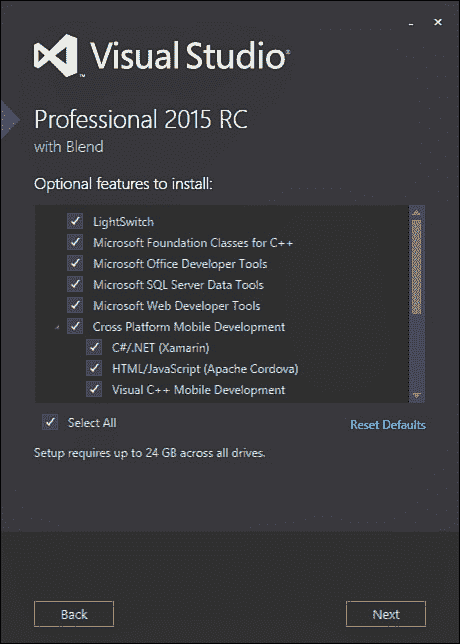 Visual Studio
Professional 2015 RC
with Blend
Optional features to install:
LightSwitch
Microsoft Foundation Classes for C++
Microsoft Office Developer Tools
Microsoft SQL Server Data Tools
Microsoft Web Developer Tools
Cross Platform Mobile Development
C#/.NET (Xamarin)
HTML/JavaScript (Apache Cordova)
Visual C++ Mobile Development
Select All
Reset Defaults
Setup requires up to 24 GB across all drives.
Back
Next